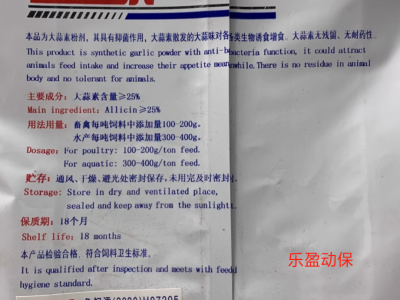 本品为大蒜素粉剂，其具有抑菌作用，大蒜素散发的大蒜味对各类生物诱食增食。大蒜素无残留，无耐药性。
This product is synthetic garlic powder with anti-bacteria function, it could attract
animals feed intake and increase their appetite meanwhile. There is no residue in animal
body and no tolerant for animals.
主要成分：大蒜素含量≥25%
Main ingredient: Allicin≥25%
用法用量：畜禽每吨饲料中添加量100-200g,
水产每吨饲料中添加量300-400g.
Dosage: For poultry: 100-200g/ton feed.
For aquatic: 300-400g/ton feed.
贮存：通风、干燥、避光处密封保存，未用完及时密封
Storage: Store in dry and ventilated place,
sealed and keep away from the sunlight.
保质期：18个月
Shelf life: 18 months
本产品检验合格．符合饲料卫生标准。
It is qualified after inspection and meets with feed
hygiene standard.
乐盈动保